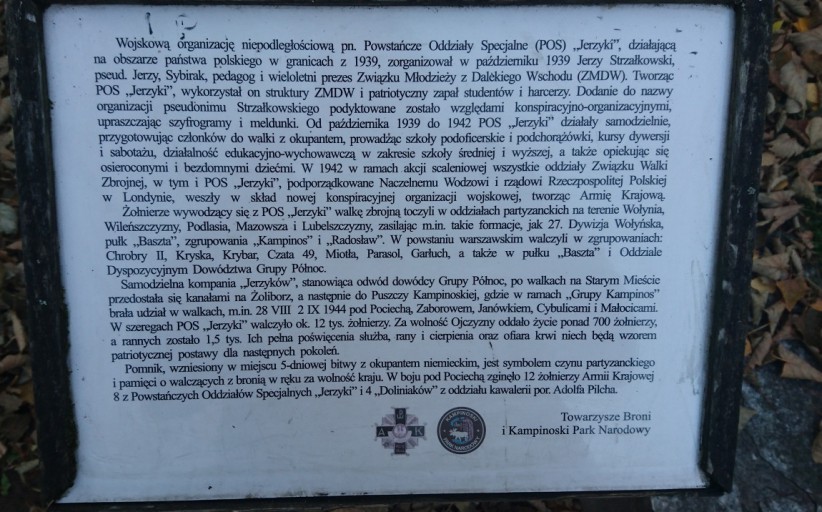 Wojskową organizację niepodległościową pn. Powstańcze Oddziały Specjalne (POS) „Jerzyki”, działającą
na obszarze państwa polskiego w granicach z 1939, zorganizował w październiku 1939 Jerzy Strzałkowski,
pseud. Jerzy, Sybirak, pedagog i wieloletni prezes Związku Młodzieży z Dalekiego Wschodu (ZMDW). Tworząc
POS „Jerzyki”, wykorzystał on struktury ZMDW i patriotyczny zapał studentów i harcerzy. Dodanie do nazwy
organizacji pseudonimu Strzałkowskiego podyktowane zostało względami konspiracyjno-organizacyjnymi,
upraszczając szyfrogramy i meldunki. Od października 1939 do 1942 POS „Jerzyki” działały samodzielnie,
przygotowując członków do walki z okupantem, prowadząc szkoły podoficerskie i podchorążówki, kursy dywersji
i sabotażu, działalność edukacyjno-wychowawczą w zakresie szkoły średniej i wyższej, a także opiekując się
osieroconymi i bezdomnymi dziećmi. W 1942 w ramach akcji scaleniowej wszystkie oddziały Związku Walki
Zbrojnej, w tym i POS „Jerzyki”, podporządkowane Naczelnemu Wodzowi i rządowi Rzeczpospolitej Polskiej
w Londynie, weszły w skład nowej konspiracyjnej organizacji wojskowej, tworząc Armię Krajową.
Żołnierze wywodzący się z POS „Jerzyki” walkę zbrojną toczyli w oddziałach partyzanckich na terenie Wołynia,
Wileńszczyzny, Podlasia, Mazowsza i Lubelszczyzny, zasilając m.in. takie formacje, jak 27. Dywizja Wołyńska,
pułk „Baszta”, zgrupowania „Kampinos” i „Radosław”. W powstaniu warszawskim walczyli w zgrupowaniach:
Chrobry II, Kryska, Krybar, Czata 49, Miotła, Parasol, Garłuch, a także w pułku „Baszta” i Oddziale
Dyspozycyjnym Dowództwa Grupy Północ.
Samodzielna kompania „Jerzyków”, stanowiąca odwód dowódcy Grupy Północ, po walkach na Starym Mieście
przedostała się kanałami na Żoliborz, a następnie do Puszczy Kampinoskiej, gdzie w ramach „Grupy Kampinos”
brała udział w walkach, m.in. 28 VIII 2 IX 1944 pod Pociechą, Zaborowem, Janówkiem, Cybulicami i Małocicami.
W szeregach POS „Jerzyki” walczyło ok. 12 tys. żołnierzy. Za wolność Ojczyzny oddało życie ponad 700 żołnierzy,
a rannych zostało 1,5 tys. Ich pełna poświęcenia służba, rany i cierpienia oraz ofiara krwi niech będą wzorem
patriotycznej postawy dla następnych pokoleń.
Pomnik, wzniesiony w miejscu 5-dniowej bitwy z okupantem niemieckim, jest symbolem czynu partyzanckiego
i pamięci o walczących z bronią w ręku za wolność kraju. W boju pod Pociechą zginęło 12 żołnierzy Armii Krajowej
8 z Powstańczych Oddziałów Specjalnych „Jerzyki” i 4 „Doliniaków” z oddziału kawalerii por. Adolfa Pilcha.
Towarzysze Broni
i Kampinoski Park Narodowy